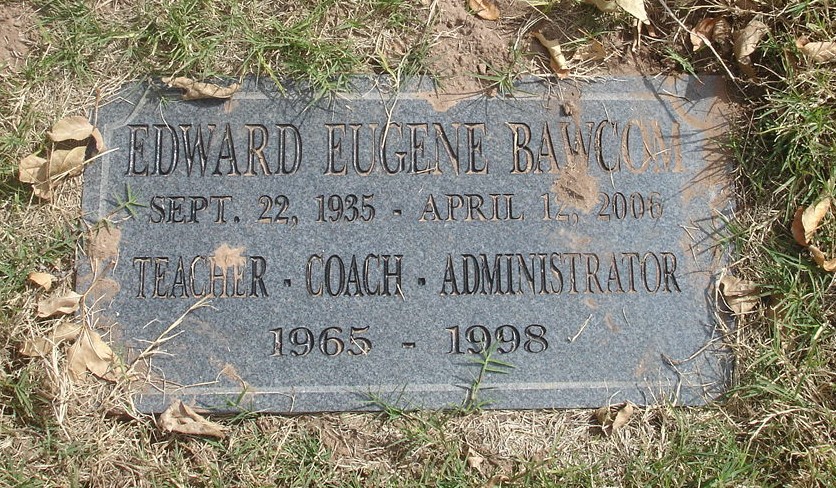 EDWARD EUGENE BAWCOM
SEPT. 22, 1935 - APRIL 12, 2006
TEACHER - COACH - ADMINISTRATOR
1965 - 1998